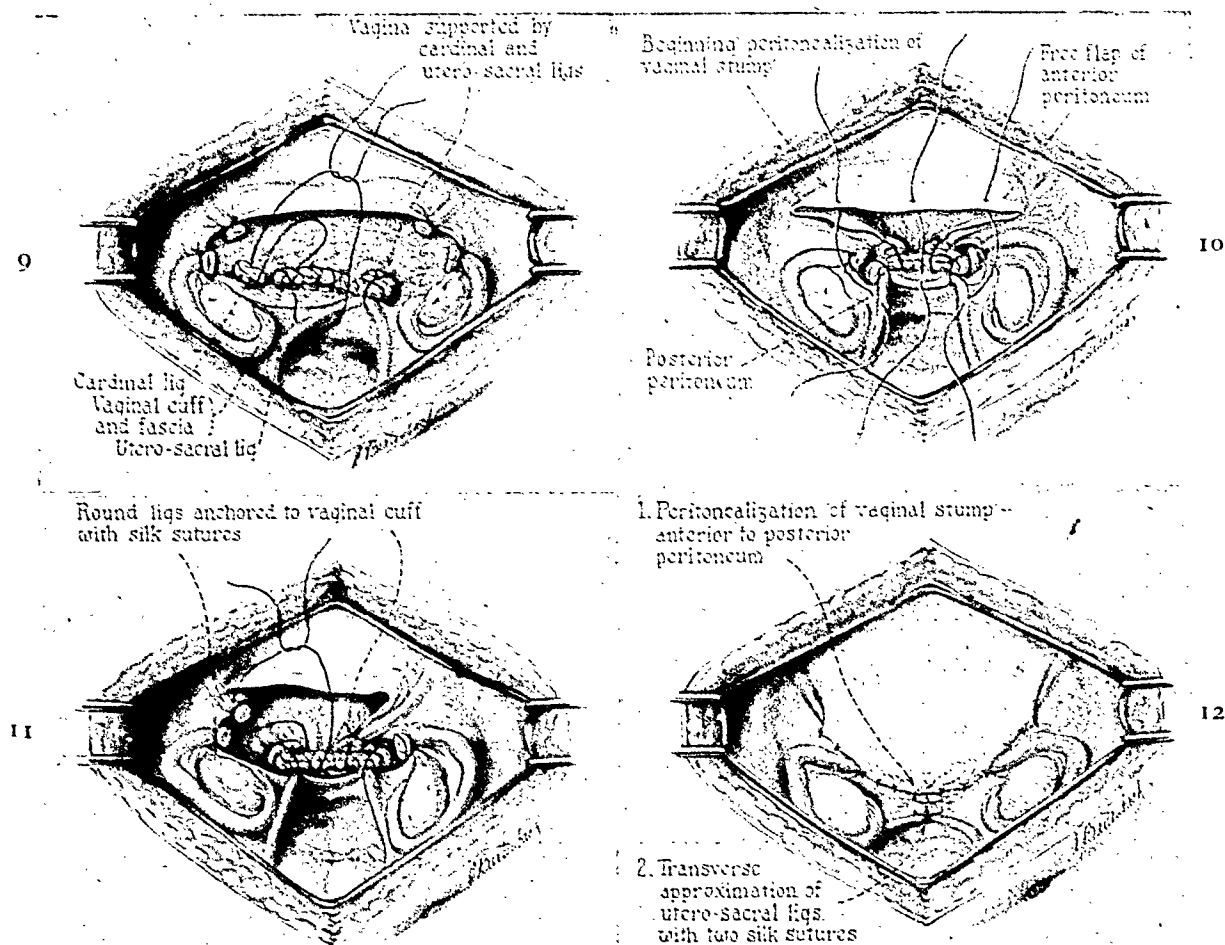 9
Vagina supported by
cardinal and
utero-sacral ligs
Cardinal lig
Vaginal cuff
and fascia
Utero-sacral lig
10
Beginning peritonealization of
vaginal stump
Free flap of
anterior
peritoneum
Posterior
peritoneum
11
Round ligs anchored to vaginal cuff
with silk sutures
12
1. Peritonealization of vaginal stump -
anterior to posterior
peritoneum
2. Transverse
approximation of
utero-sacral ligs.
with two silk sutures